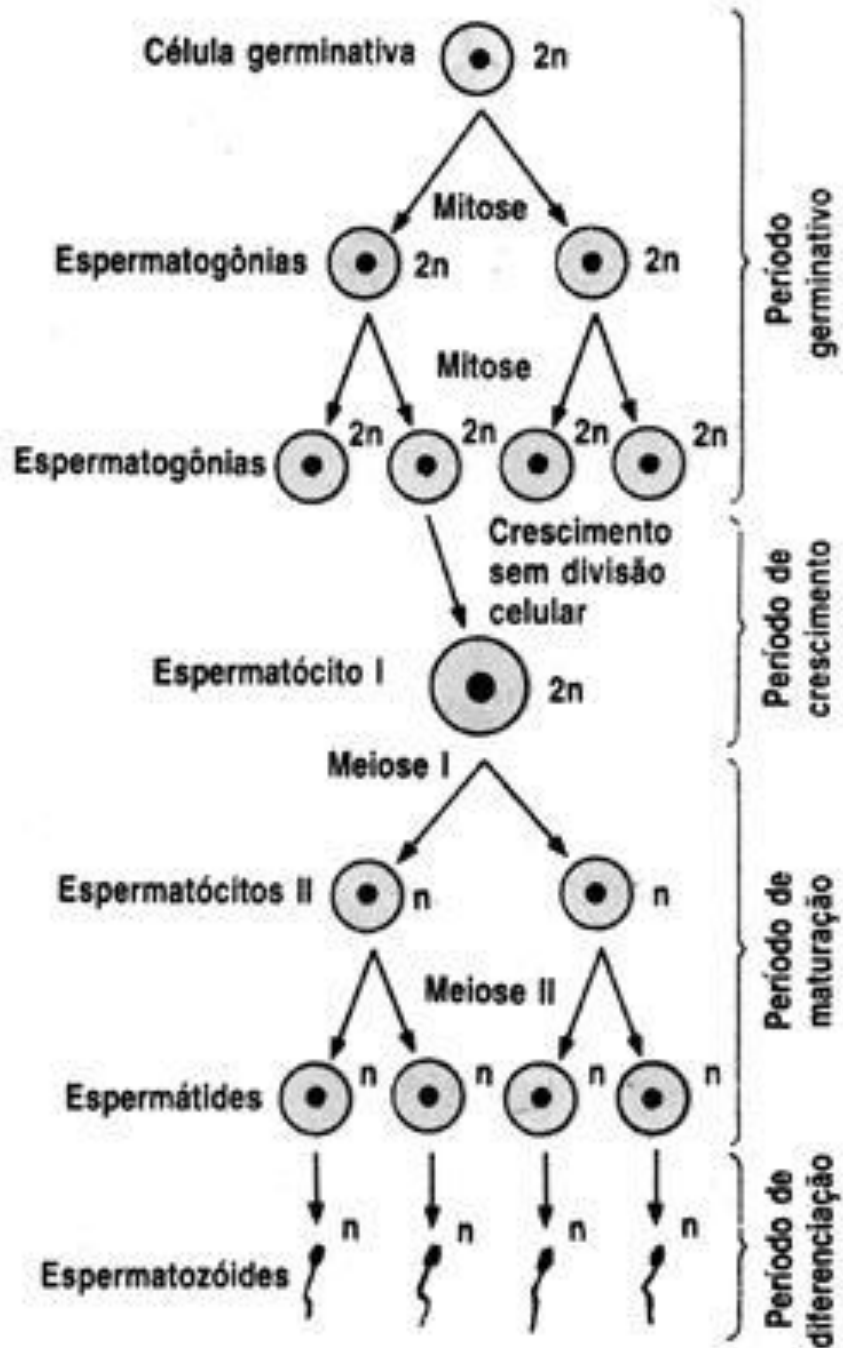 Célula germinativa
2n
Mitose
Espermatogônias
2n
2n
Mitose
Espermatogônias
2n
2n
2n
2n
Período
germinativo
Crescimento
sem divisão
celular
Espermatócito I
2n
Período de
crescimento
Meiose I
Espermatócitos II
n
n
Meiose II
Espermátides
n
n
n
n
Período de
maturação
Espermatozóides
n
n
n
n
Período de
diferenciação